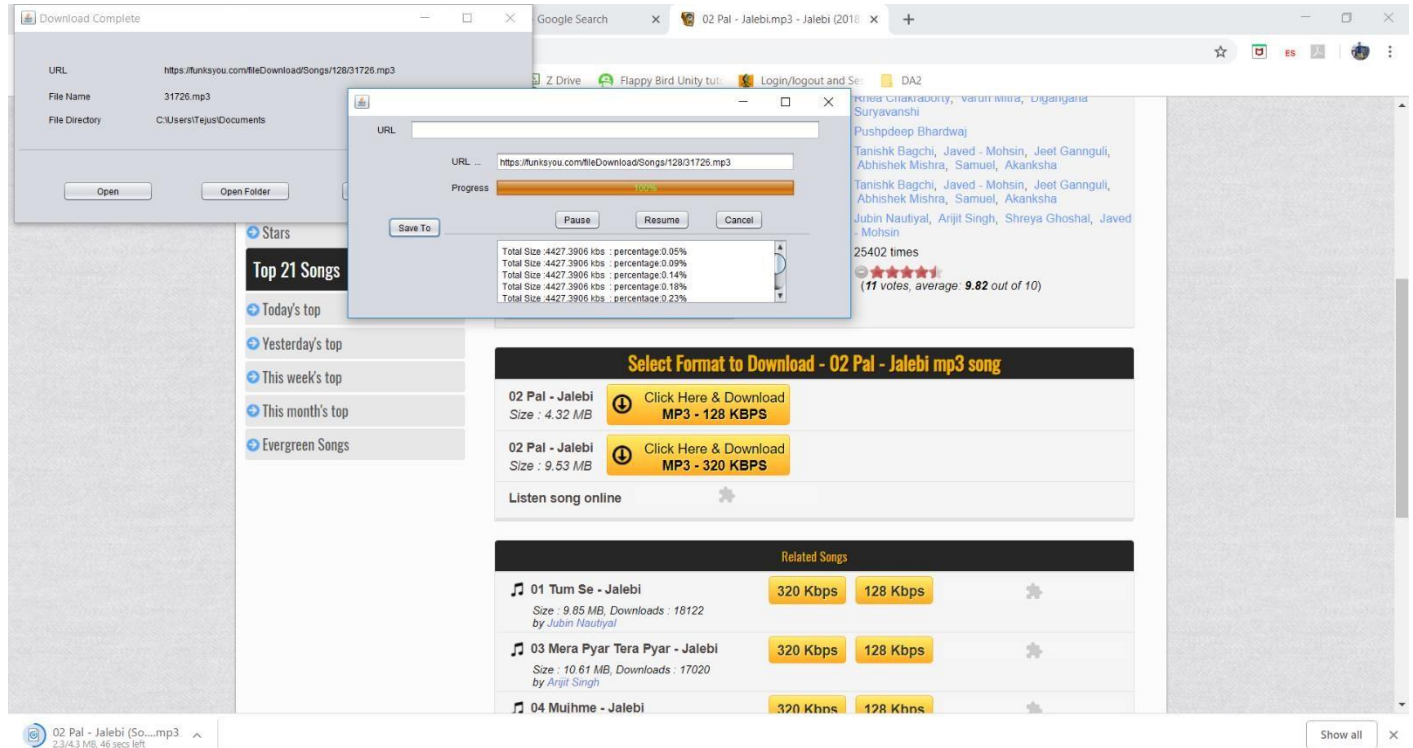 Download Complete
Google Search
02 Pal - Jalebi.mp3 - Jalebi (2018
URL https://funksyou.com/fileDownload/Songs/128/31726.mp3
File Name 31726.mp3
File Directory C:\Users\Tejus\Documents
Open
Open Folder
Z Drive
Flappy Bird Unity tut
Login/logout and Se
DA2
ES
URL
URL ... https://funksyou.com/fileDownload/Songs/128/31726.mp3
Progress 100%
Save To
Pause
Resume
Cancel
Total Size :4427.3906 kbs : percentage:0.05%
Total Size :4427.3906 kbs : percentage:0.09%
Total Size :4427.3906 kbs : percentage:0.14%
Total Size :4427.3906 kbs : percentage:0.18%
Total Size :4427.3906 kbs : percentage:0.23%
Rhea Chakraborty, Varun Mitra, Digangana
Suryavanshi
Pushpdeep Bhardwaj
Tanishk Bagchi, Javed - Mohsin, Jeet Gannguli,
Abhishek Mishra, Samuel, Akanksha
Tanishk Bagchi, Javed - Mohsin, Jeet Gannguli,
Abhishek Mishra, Samuel, Akanksha
Jubin Nautiyal, Arijit Singh, Shreya Ghoshal, Javed
- Mohsin
25402 times
(11 votes, average: 9.82 out of 10)
Stars
Top 21 Songs
Today's top
Yesterday's top
This week's top
This month's top
Evergreen Songs
Select Format to Download - 02 Pal - Jalebi mp3 song
02 Pal - Jalebi
Size : 4.32 MB
Click Here & Download
MP3 - 128 KBPS
02 Pal - Jalebi
Size : 9.53 MB
Click Here & Download
MP3 - 320 KBPS
Listen song online
Related Songs
01 Tum Se - Jalebi
320 Kbps
128 Kbps
Size : 9.85 MB, Downloads : 18122
by Jubin Nautiyal
03 Mera Pyar Tera Pyar - Jalebi
320 Kbps
128 Kbps
Size : 10.61 MB, Downloads : 17020
by Arijit Singh
04 Mujhme - Jalebi
320 Kbps
128 Kbps
02 Pal - Jalebi (So....mp3
2.3/4.3 MB, 46 secs left
Show all